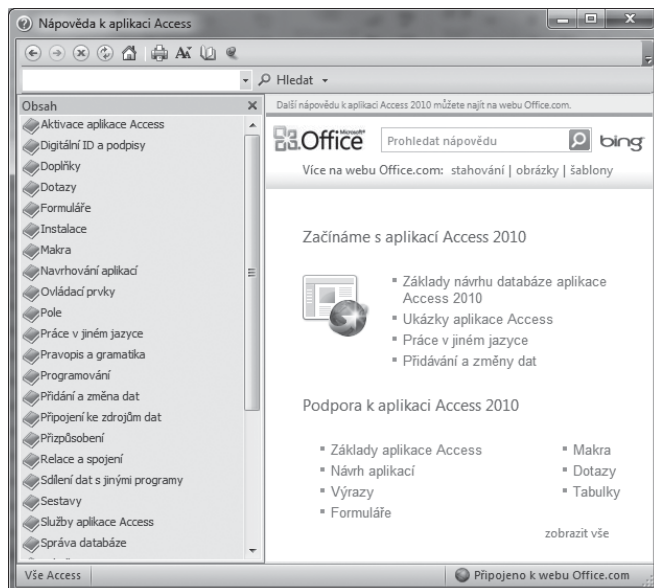 Nápověda k aplikaci Access
Hledat
Obsah
Aktivace aplikace Access
Digitální ID a podpisy
Doplňky
Dotazy
Formuláře
Instalace
Makra
Navrhování aplikací
Ovládací prvky
Pole
Práce v jiném jazyce
Pravopis a gramatika
Programování
Přidání a změna dat
Připojení ke zdrojům dat
Přizpůsobení
Relace a spojení
Sdílení dat s jinými programy
Sestavy
Služby aplikace Access
Správa databáze
Další nápovědu k aplikaci Access 2010 můžete najít na webu Office.com.
Microsoft
Office
Prohledat nápovědu
bing
Více na webu Office.com: stahování | obrázky | šablony
Začínáme s aplikací Access 2010
Základy návrhu databáze aplikace
Access 2010
Ukázky aplikace Access
Práce v jiném jazyce
Přidávání a změny dat
Podpora k aplikaci Access 2010
Základy aplikace Access
Návrh aplikací
Výrazy
Formuláře
Makra
Dotazy
Tabulky
zobrazit vše
Vše Access
Připojeno k webu Office.com